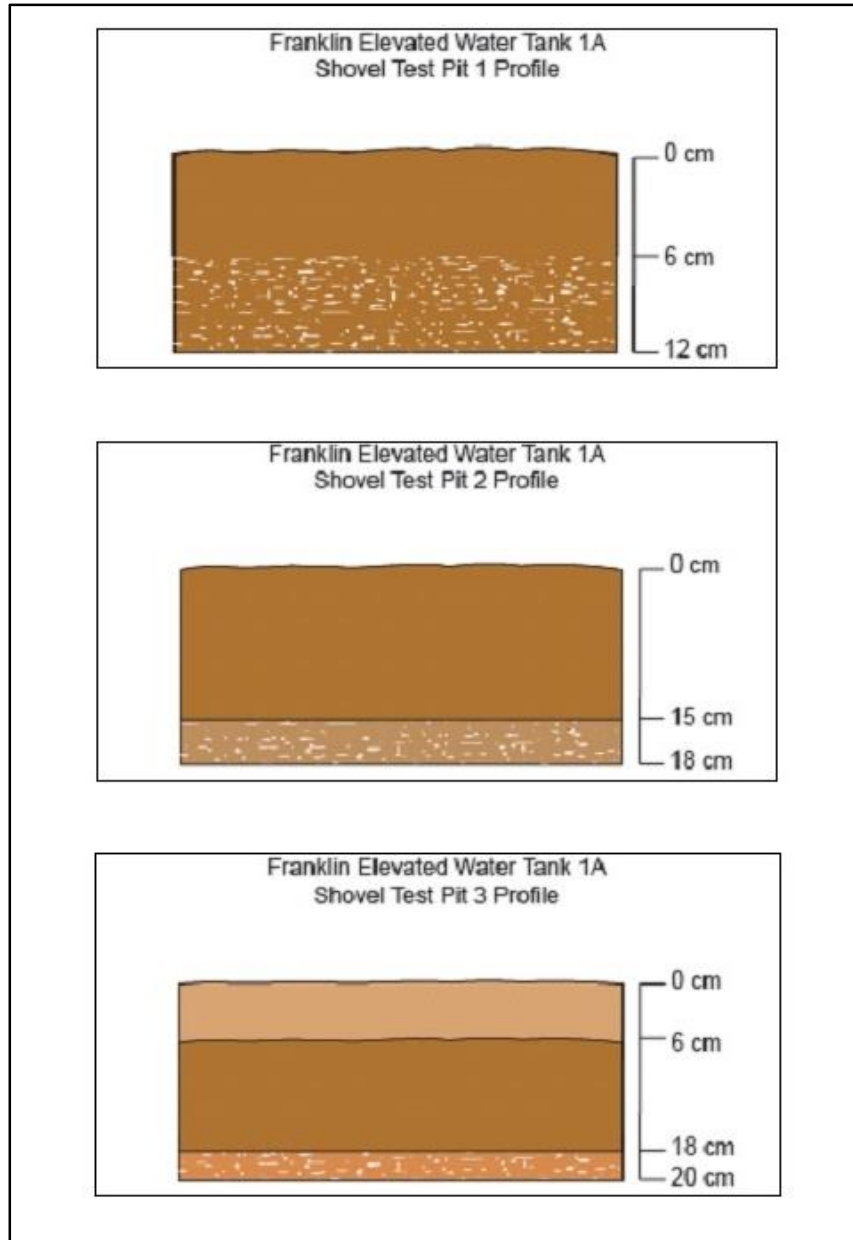 Franklin Elevated Water Tank 1A
Shovel Test Pit 1 Profile
0 cm
6 cm
12 cm
Franklin Elevated Water Tank 1A
Shovel Test Pit 2 Profile
0 cm
15 cm
18 cm
Franklin Elevated Water Tank 1A
Shovel Test Pit 3 Profile
0 cm
6 cm
18 cm
20 cm